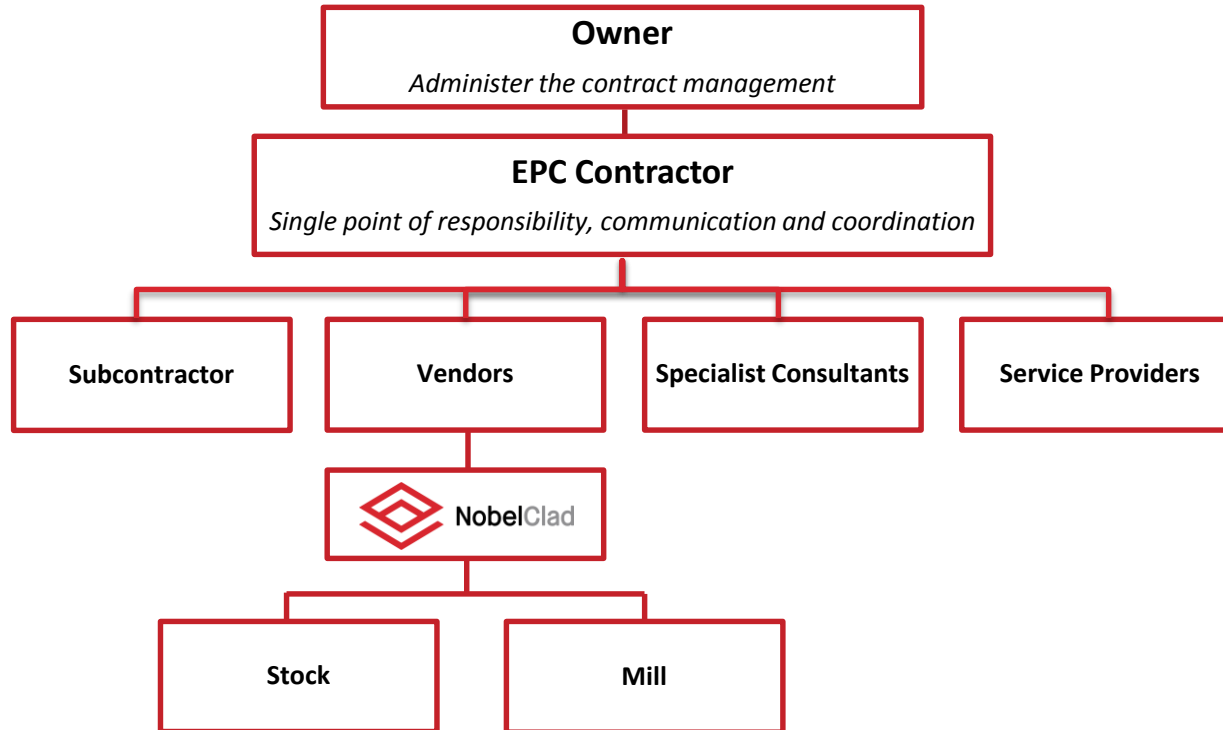 Owner
Administer the contract management
EPC Contractor
Single point of responsibility, communication and coordination
Subcontractor
Vendors
Specialist Consultants
Service Providers
NobelClad
Stock
Mill